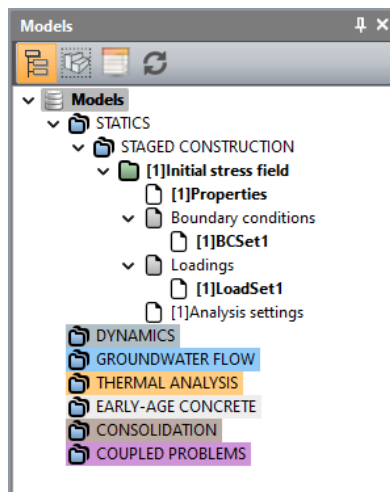 Models
Models
STATICS
STAGED CONSTRUCTION
[1]Initial stress field
[1]Properties
Boundary conditions
[1]BCSet1
Loadings
[1]LoadSet1
[1]Analysis settings
DYNAMICS
GROUNDWATER FLOW
THERMAL ANALYSIS
EARLY-AGE CONCRETE
CONSOLIDATION
COUPLED PROBLEMS